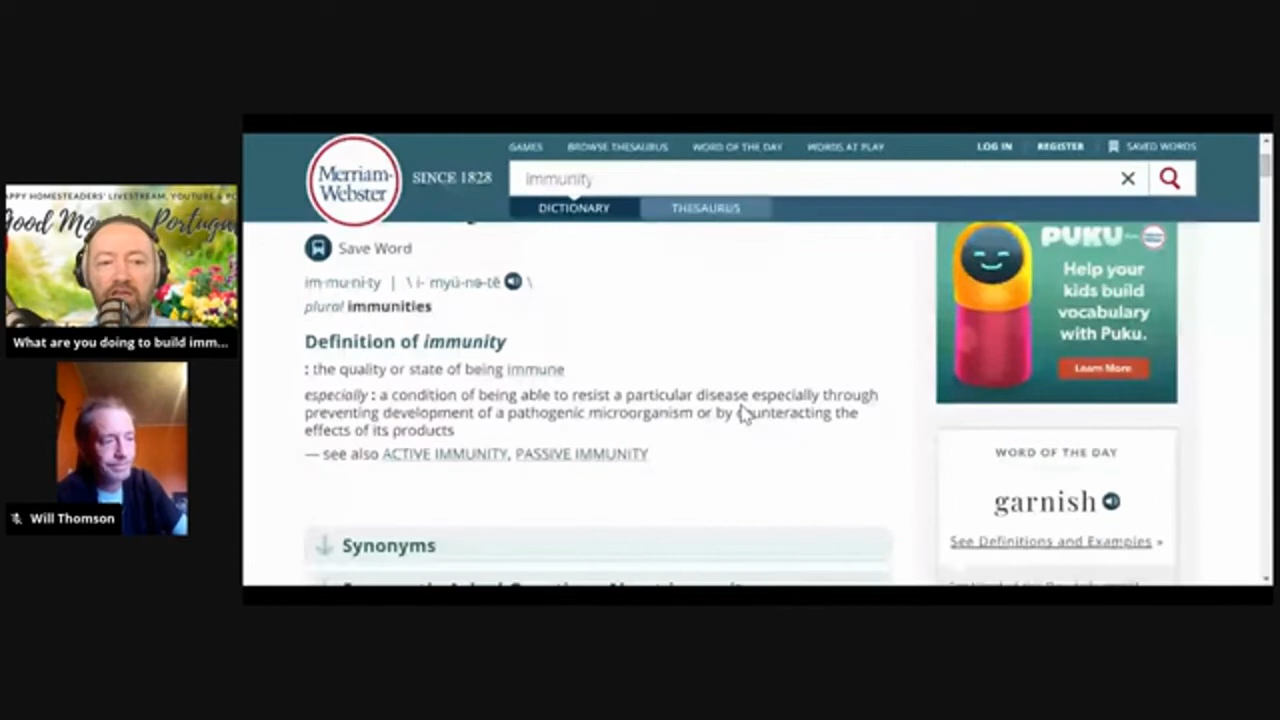 APPY HOMESTEADERS' LIVESTREAM, YOUTUBE & PO
Good Mo Portuga
What are you doing to build imm...
Will Thomson
Merriam-
Webster
SINCE 1828
GAMES
BROWSE THESAURUS
WORD OF THE DAY
WORDS AT PLAY
LOG IN
REGISTER
SAVED WORDS
immunity
DICTIONARY
THESAURUS
Save Word
im·mu·ni·ty | \ i-ˈmyü-nə-tē \
plural immunities
Definition of immunity
: the quality or state of being immune
especially : a condition of being able to resist a particular disease especially through
preventing development of a pathogenic microorganism or by counteracting the
effects of its products
— see also ACTIVE IMMUNITY, PASSIVE IMMUNITY
Synonyms
PUKU
Help your
kids build
vocabulary
with Puku.
Learn More
WORD OF THE DAY
garnish
See Definitions and Examples »